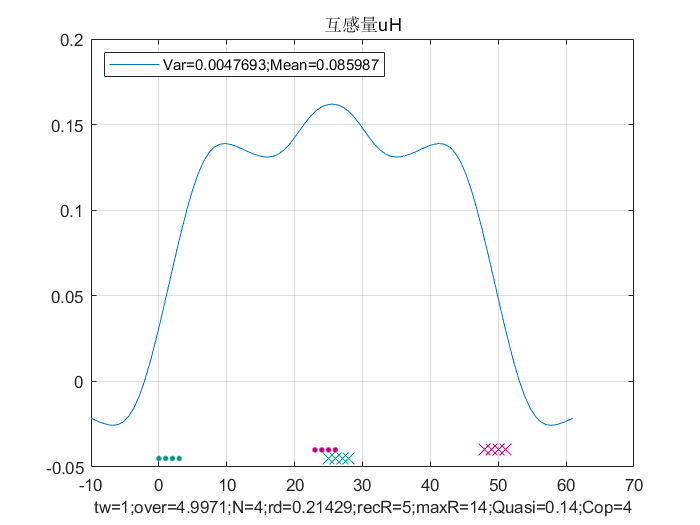 互感量uH
Var=0.0047693;Mean=0.085987
0.2
0.15
0.1
0.05
0
-0.05
-10 0 10 20 30 40 50 60 70
tw=1;over=4.9971;N=4;rd=0.21429;recR=5;maxR=14;Quasi=0.14;Cop=4